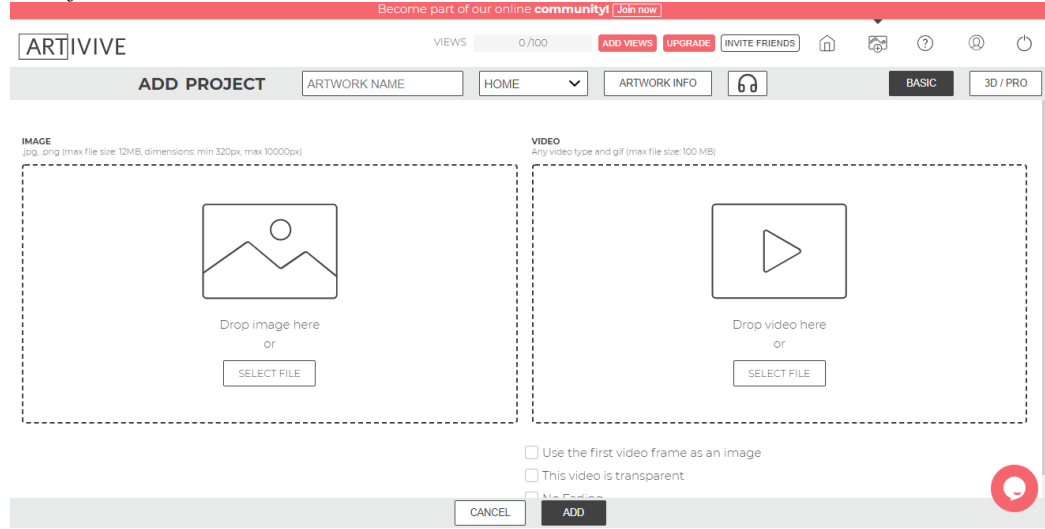 Become part of our online community! Join now
ARTIVIVE
VIEWS 0 /100 ADD VIEWS UPGRADE INVITE FRIENDS
ADD PROJECT ARTWORK NAME HOME ARTWORK INFO BASIC 3D / PRO
IMAGE
.jpg, .png (max file size: 12MB, dimensions: min 320px, max 10000px)
Drop image here
or
SELECT FILE
VIDEO
Any video type and gif (max file size: 100 MB)
Drop video here
or
SELECT FILE
Use the first video frame as an image
This video is transparent
No Fading
CANCEL ADD